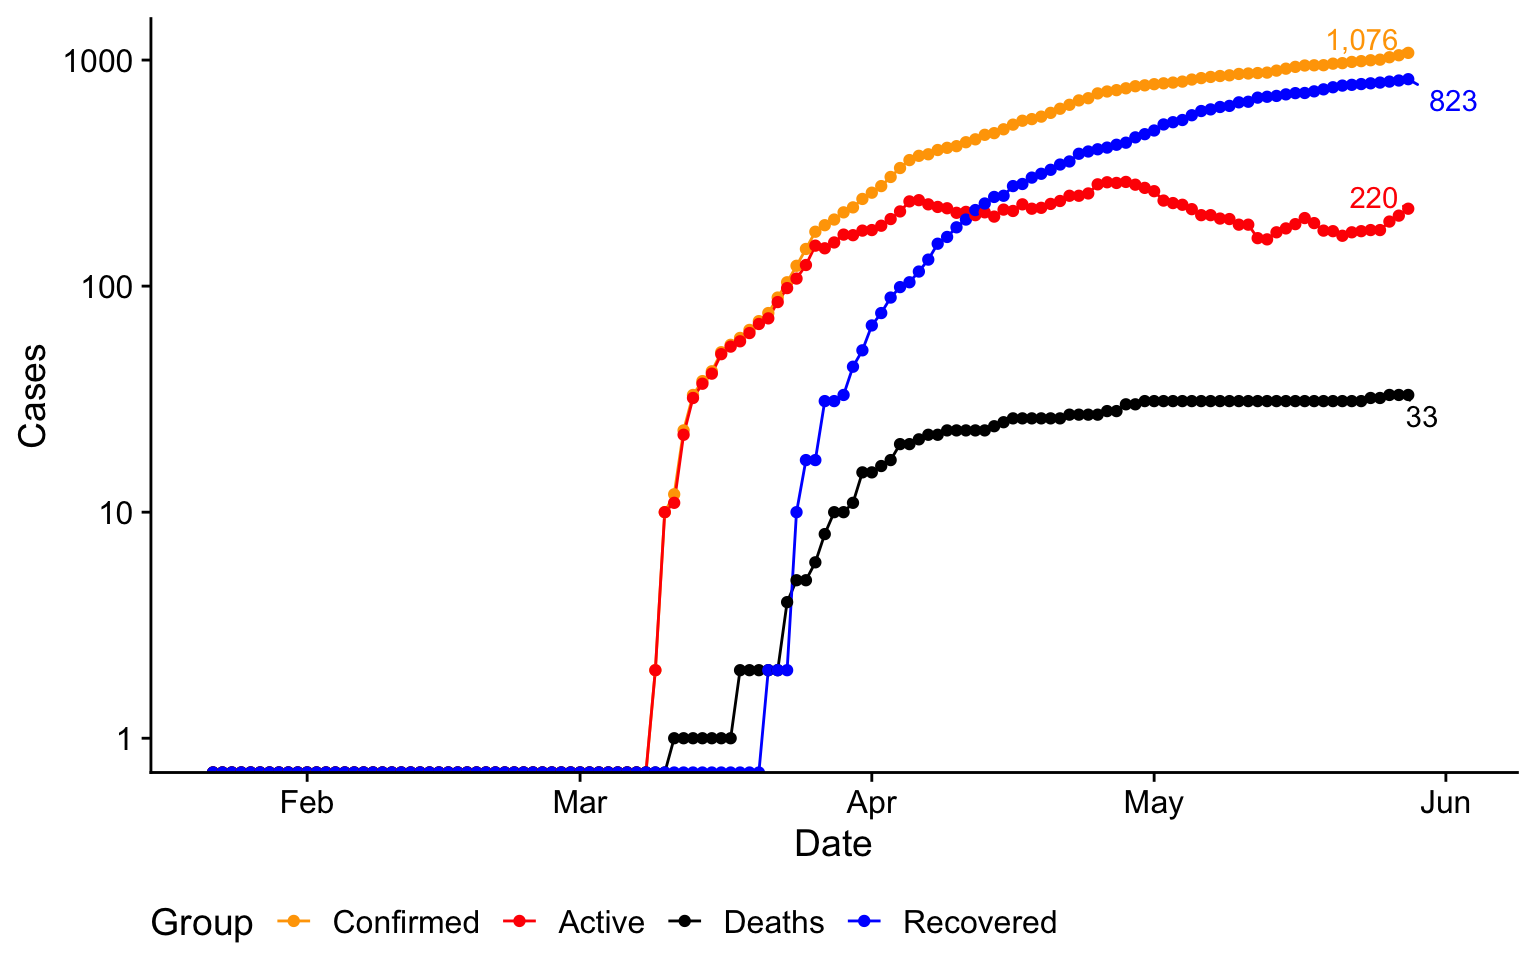 1,076
1000
823
220
100
Cases
33
10
1
Feb Mar Apr May Jun
Date
Group Confirmed Active Deaths Recovered